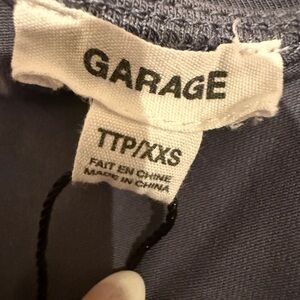 GARAGE
TTP/XXS
FAIT EN CHINE
MADE IN CHINA